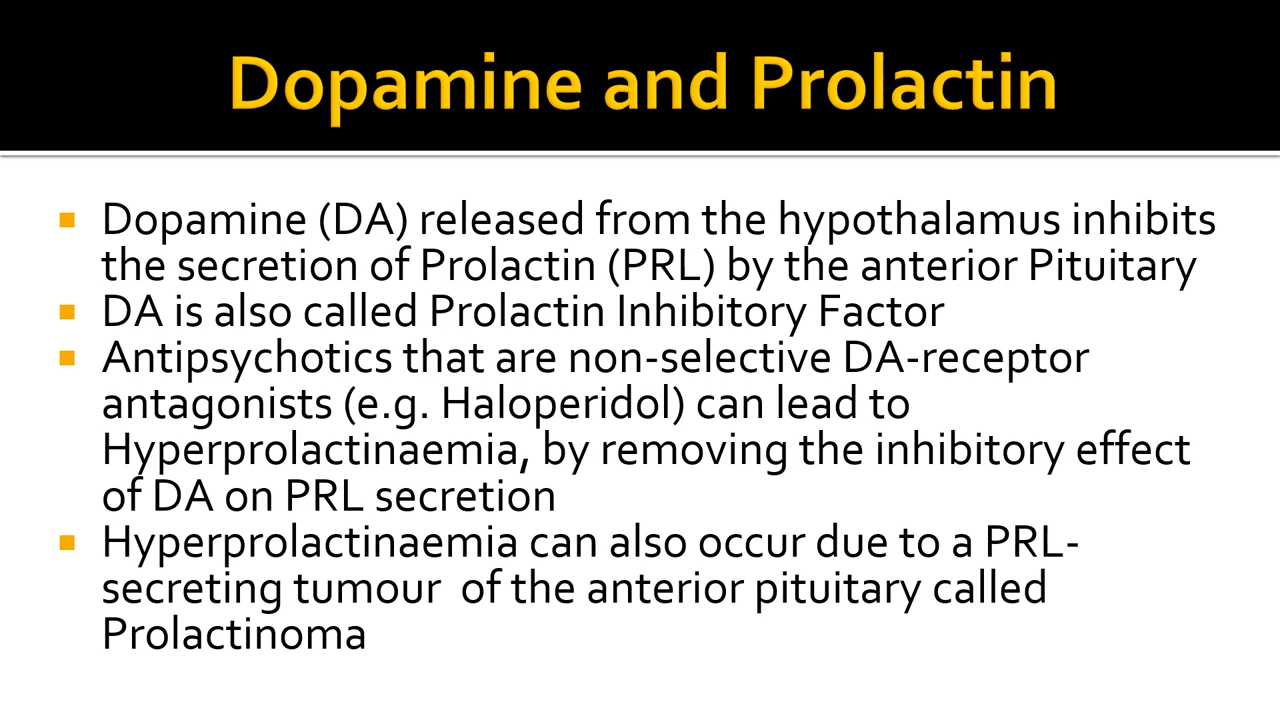 Dopamine and Prolactin
Dopamine (DA) released from the hypothalamus inhibits
the secretion of Prolactin (PRL) by the anterior Pituitary
DA is also called Prolactin Inhibitory Factor
Antipsychotics that are non-selective DA-receptor
antagonists (e.g. Haloperidol) can lead to
Hyperprolactinaemia, by removing the inhibitory effect
of DA on PRL secretion
Hyperprolactinaemia can also occur due to a PRL-
secreting tumour  of the anterior pituitary called
Prolactinoma